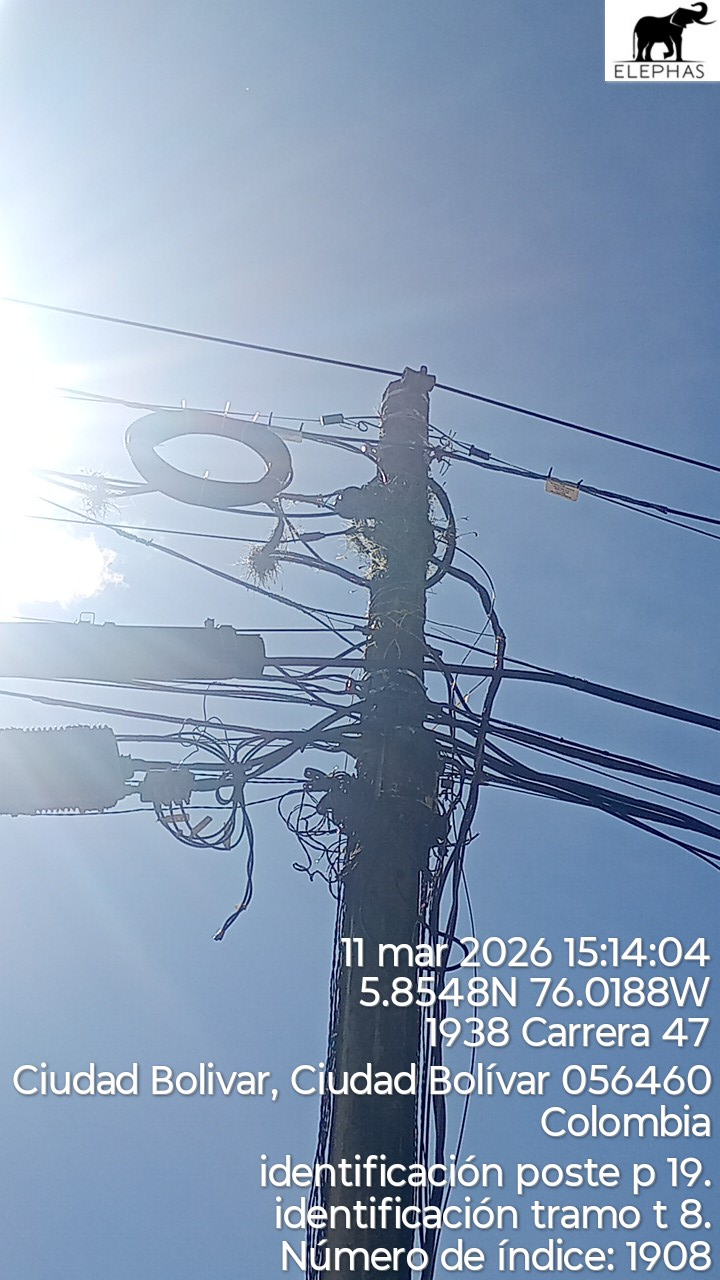 ELEPHAS
11 mar 2026 15:14:04
5.8548N 76.0188W
1938 Carrera 47
Ciudad Bolivar, Ciudad Bolívar 056460
Colombia
identificación poste p 19.
identificación tramo t 8.
Número de índice: 1908